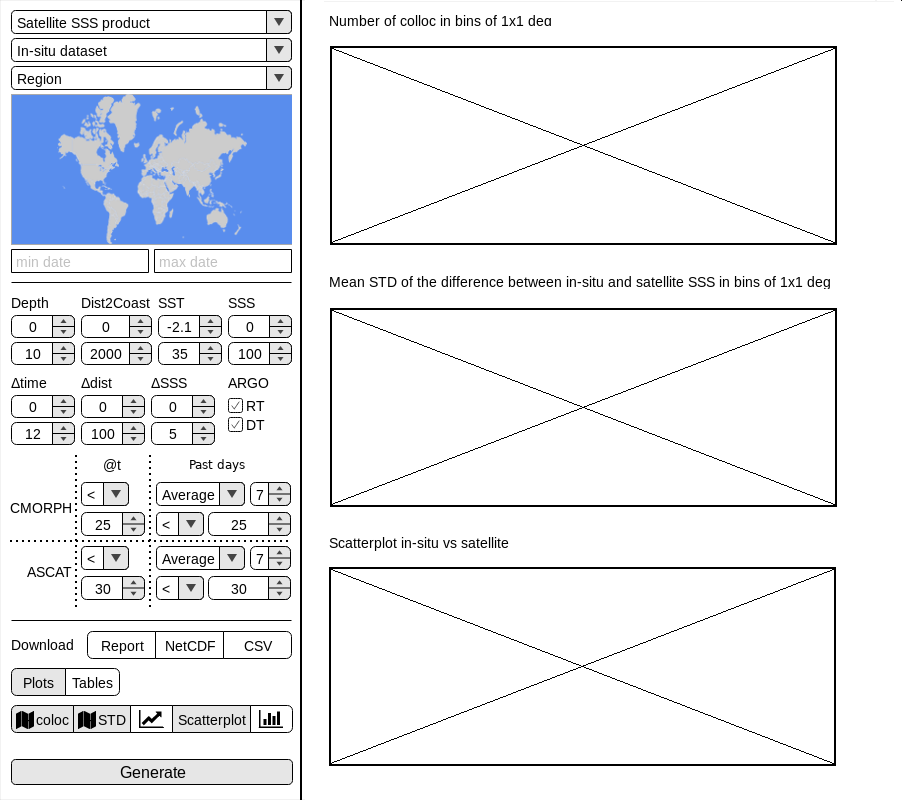 Satellite SSS product
In-situ dataset
Region
min date max date
Depth Dist2Coast SST SSS
0 0 -2.1 0
10 2000 35 100
Δtime Δdist ΔSSS ARGO
0 0 0 RT
12 100 5 DT
@t Past days
CMORPH
< Average 7
25 < 25
ASCAT
< Average 7
30 < 30
Download Report NetCDF CSV
Plots Tables
coloc STD Scatterplot
Generate
Number of colloc in bins of 1x1 deg
Mean STD of the difference between in-situ and satellite SSS in bins of 1x1 deg
Scatterplot in-situ vs satellite